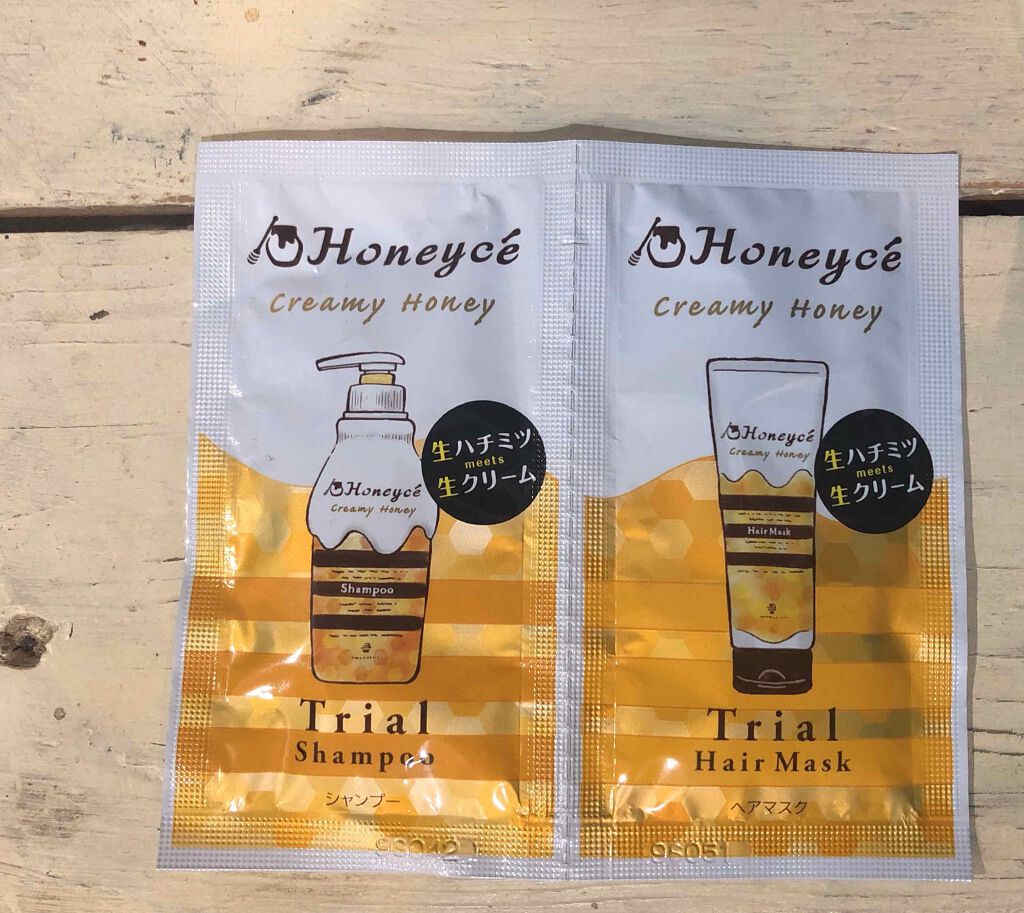 Honeycé
Creamy Honey
Honeycé
Creamy Honey
Shampoo
生ハチミツ
meets
生クリーム
Trial
Shampoo
シャンプー
Honeycé
Creamy Honey
Honeycé
Creamy Honey
Hair Mask
生ハチミツ
meets
生クリーム
Trial
Hair Mask
ヘアマスク